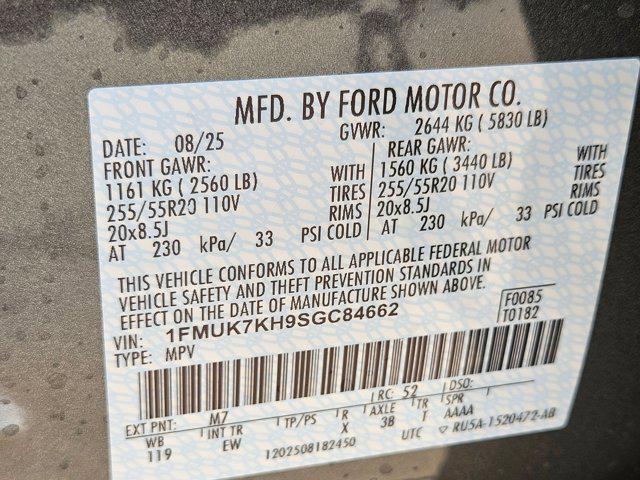 MFD. BY FORD MOTOR CO.
DATE: 08/25 GVWR: 2644 KG ( 5830 LB)
FRONT GAWR: REAR GAWR:
1161 KG ( 2560 LB) WITH 1560 KG ( 3440 LB) WITH
255/55R20 110V TIRES 255/55R20 110V TIRES
20x8.5J RIMS 20x8.5J RIMS
AT 230 kPa/ 33 PSI COLD AT 230 kPa/ 33 PSI COLD
THIS VEHICLE CONFORMS TO ALL APPLICABLE FEDERAL MOTOR
VEHICLE SAFETY AND THEFT PREVENTION STANDARDS IN
EFFECT ON THE DATE OF MANUFACTURE SHOWN ABOVE.
F0085
VIN: 1FMUK7KH9SGC84662 T0182
TYPE: MPV
EXT PNT: M7 RC: 52 DSO:
WB INT TR TP/PS R AXLE TR SPR
119 EW X 3B T AAAA
1202508182450 UTC ▽ RU5A-1520472-AB